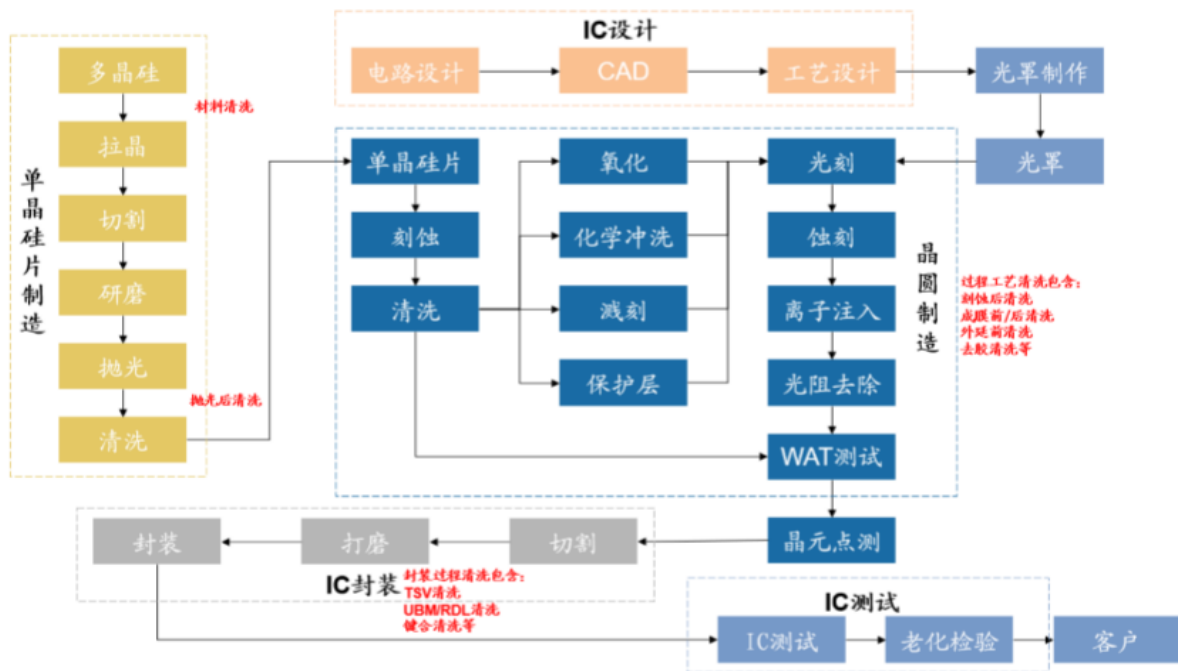 IC设计
电路设计
CAD
工艺设计
光罩制作
光罩
单晶硅片制造
多晶硅
材料清洗
拉晶
切割
研磨
抛光
抛光后清洗
清洗
单晶硅片
刻蚀
清洗
氧化
化学冲洗
溅刻
保护层
光刻
蚀刻
离子注入
光阻去除
WAT测试
晶圆制造
过程工艺清洗包含：
刻蚀后清洗
成膜前/后清洗
外延前清洗
去胶清洗等
晶元点测
切割
打磨
封装
IC封装
封装过程清洗包含：
TSV清洗
UBM/RDL清洗
键合清洗等
IC测试
IC测试
老化检验
客户